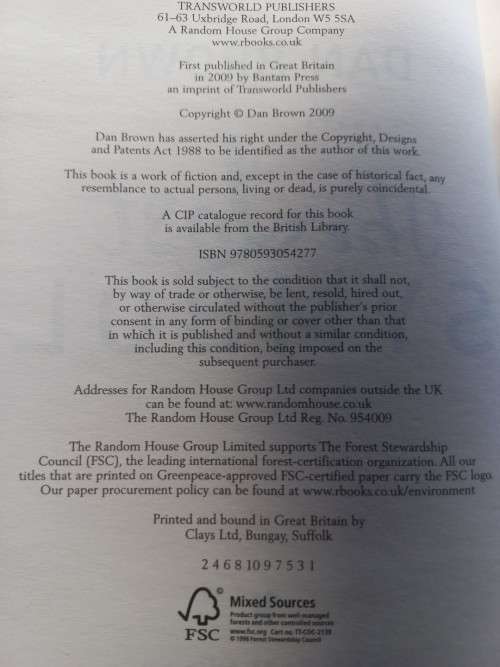 TRANSWORLD PUBLISHERS
61–63 Uxbridge Road, London W5 5SA
A Random House Group Company
www.rbooks.co.uk
First published in Great Britain
in 2009 by Bantam Press
an imprint of Transworld Publishers
Copyright © Dan Brown 2009
Dan Brown has asserted his right under the Copyright, Designs
and Patents Act 1988 to be identified as the author of this work.
This book is a work of fiction and, except in the case of historical fact, any
resemblance to actual persons, living or dead, is purely coincidental.
A CIP catalogue record for this book
is available from the British Library.
ISBN 9780593054277
This book is sold subject to the condition that it shall not,
by way of trade or otherwise, be lent, resold, hired out,
or otherwise circulated without the publisher's prior
consent in any form of binding or cover other than that
in which it is published and without a similar condition,
including this condition, being imposed on the
subsequent purchaser.
Addresses for Random House Group Ltd companies outside the UK
can be found at: www.randomhouse.co.uk
The Random House Group Ltd Reg. No. 954009
The Random House Group Limited supports The Forest Stewardship
Council (FSC), the leading international forest-certification organization. All our
titles that are printed on Greenpeace-approved FSC-certified paper carry the FSC logo.
Our paper procurement policy can be found at www.rbooks.co.uk/environment
Printed and bound in Great Britain by
Clays Ltd, Bungay, Suffolk
2 4 6 8 10 9 7 5 3 1
Mixed Sources
Product group from well-managed
forests and other controlled sources
www.fsc.org Cert no. TT-COC-2139
© 1996 Forest Stewardship Council
FSC